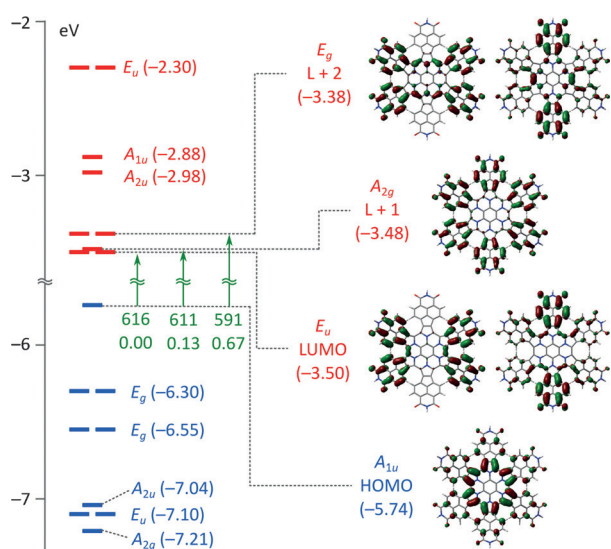 −2
eV
E_u (−2.30)
E_g
L + 2
(−3.38)
A_1u (−2.88)
−3
A_2u (−2.98)
A_2g
L + 1
(−3.48)
616 611 591
0.00 0.13 0.67
E_u
LUMO
(−3.50)
−6
E_g (−6.30)
E_g (−6.55)
A_1u
HOMO
(−5.74)
−7
A_2u (−7.04)
E_u (−7.10)
A_2g (−7.21)